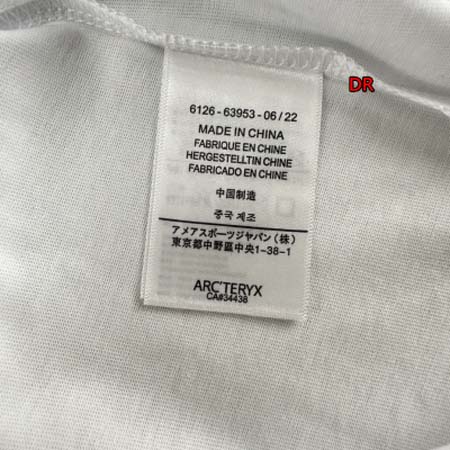 DR
6126 - 63953 - 06 / 22
MADE IN CHINA
FABRIQUE EN CHINE
HERGESTELLTIN CHINE
FABRICADO EN CHINE
中国制造
중국 제조
アメアスポーツジャパン (株)
東京都中野區中央1-38-1
ARC'TERYX
CA#34438